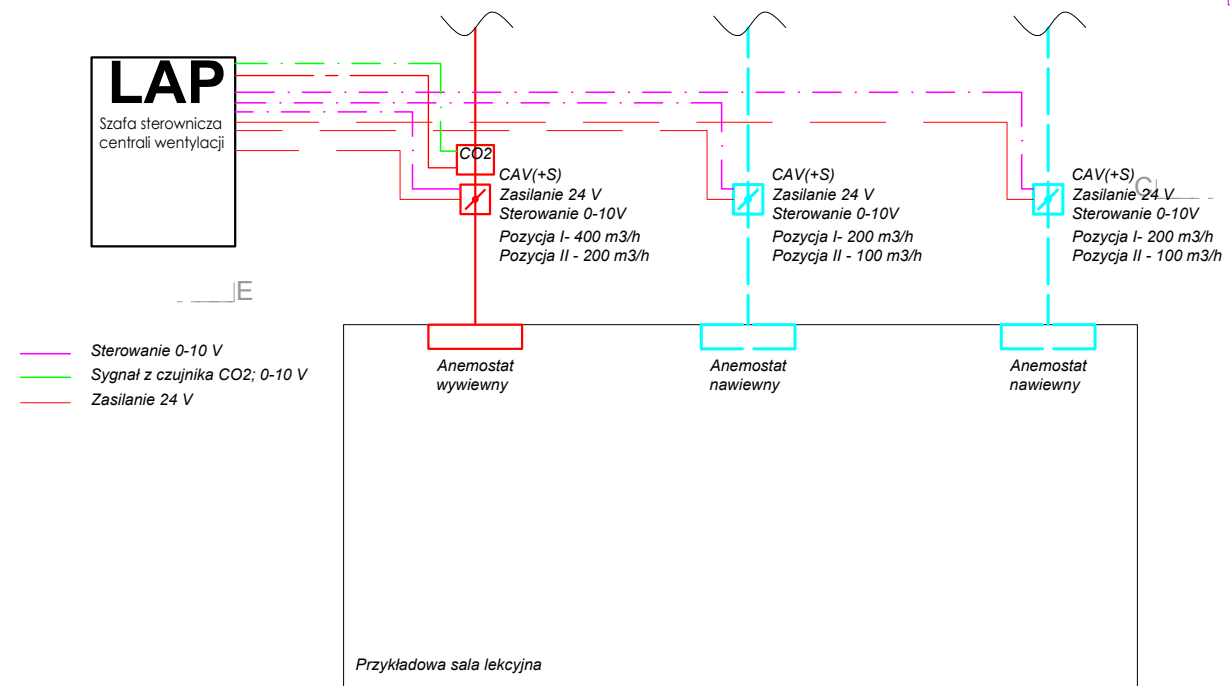 LAP
Szafa sterownicza
centrali wentylacji
CO2
CAV(+S)
Zasilanie 24 V
Sterowanie 0-10V
Pozycja I- 400 m3/h
Pozycja II - 200 m3/h
CAV(+S)
Zasilanie 24 V
Sterowanie 0-10V
Pozycja I- 200 m3/h
Pozycja II - 100 m3/h
CAV(+S)
Zasilanie 24 V
Sterowanie 0-10V
Pozycja I- 200 m3/h
Pozycja II - 100 m3/h
C
E
Sterowanie 0-10 V
Sygnał z czujnika CO2; 0-10 V
Zasilanie 24 V
Anemostat
wywiewny
Anemostat
nawiewny
Anemostat
nawiewny
Przykładowa sala lekcyjna